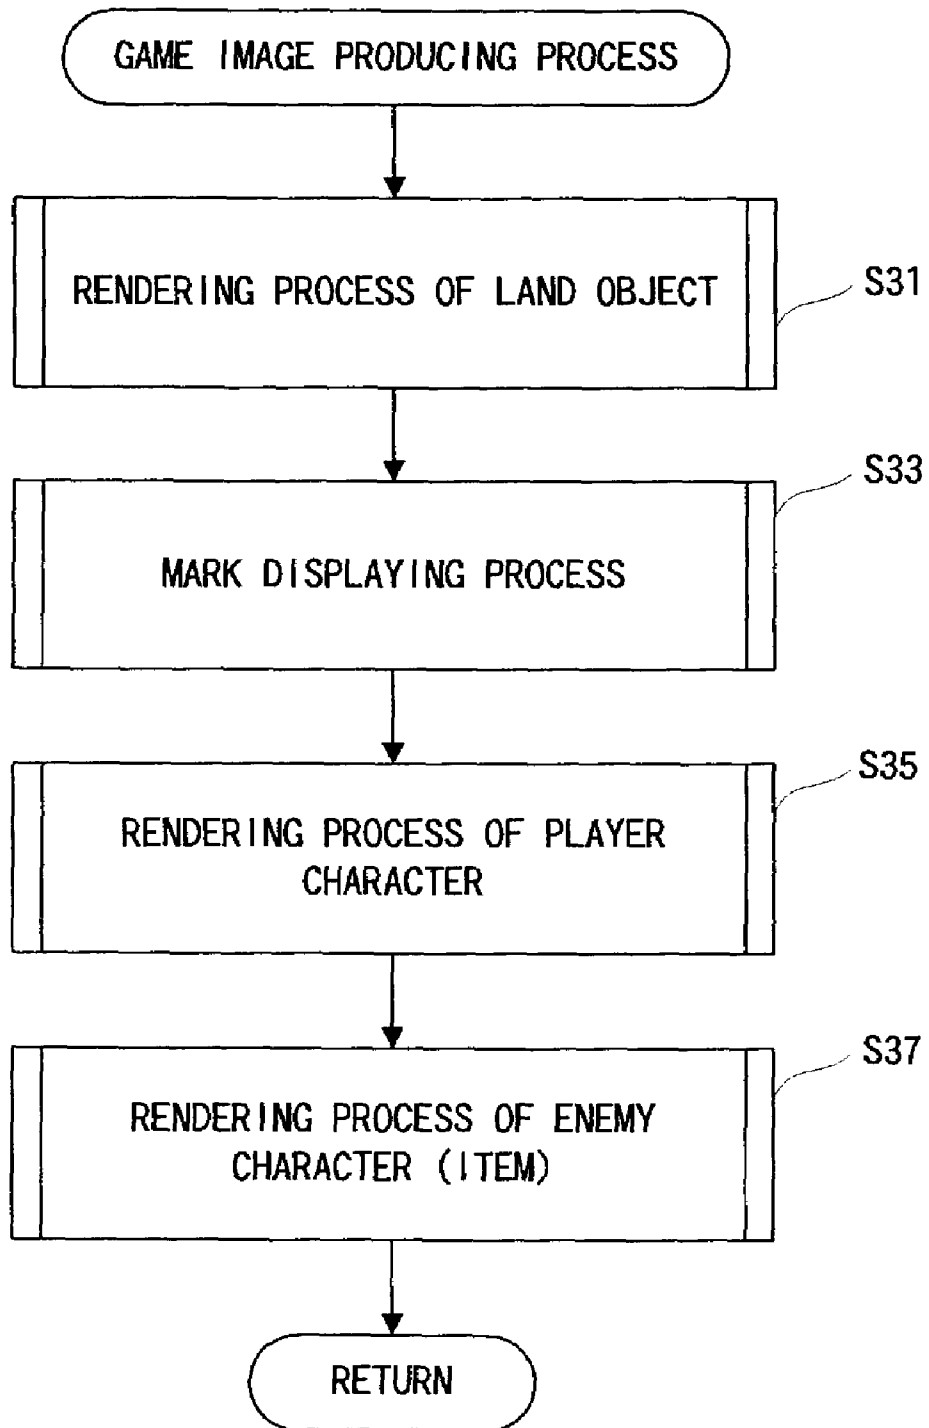 GAME IMAGE PRODUCING PROCESS
RENDERING PROCESS OF LAND OBJECT
S31
S33
MARK DISPLAYING PROCESS
S35
RENDERING PROCESS OF PLAYER
CHARACTER
S37
RENDERING PROCESS OF ENEMY
CHARACTER (ITEM)
RETURN